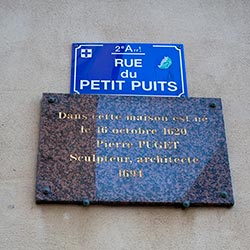 2e Arrt
RUE
du
PETIT PUITS
Dans cette maison est né
le 16 octobre 1620
Pierre PUGET
Sculpteur, architecte
1694